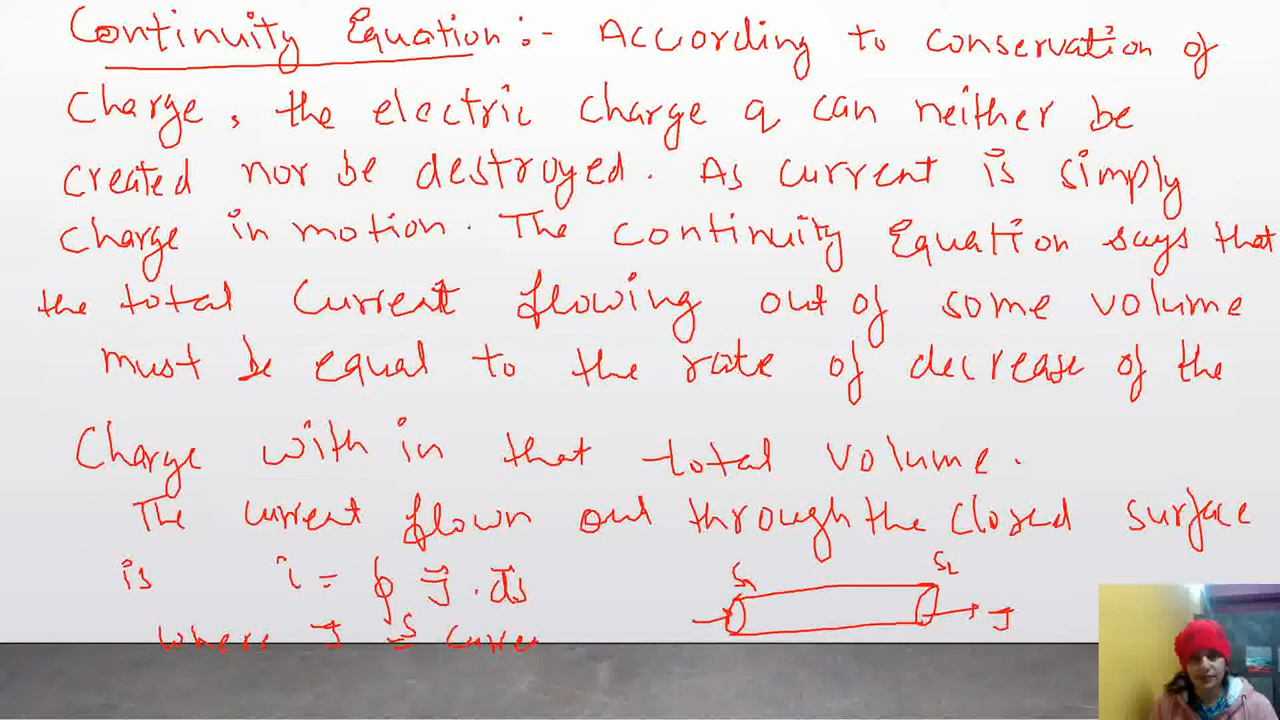 Continuity Equation :- According to conservation of
Charge, the electric charge q can neither be
created nor be destroyed. As current is simply
charge in motion. The continuity Equation says that
the total current flowing out of some volume
must be equal to the rate of decrease of the
Charge with in that total volume.
The current flown out through the closed surface
is i = ∮ J⃗ . ds⃗
S
S₁ S₂
J
where J is curre